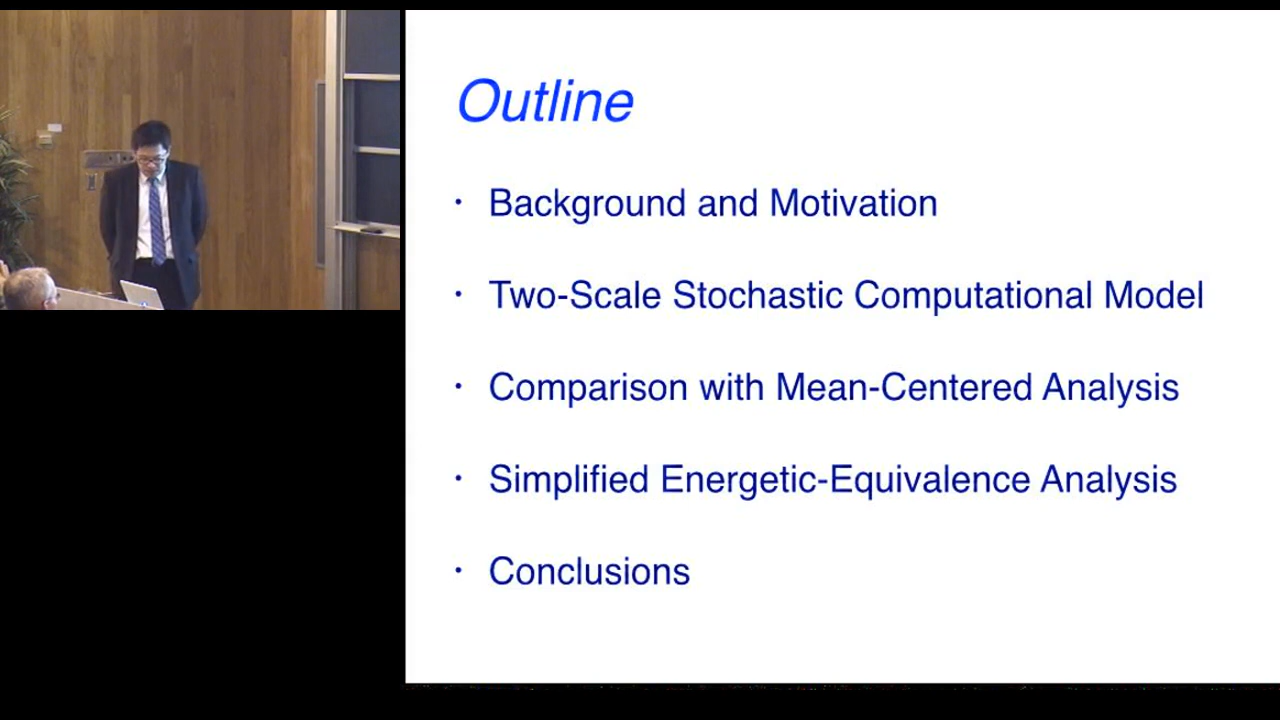 Outline
• Background and Motivation
• Two-Scale Stochastic Computational Model
• Comparison with Mean-Centered Analysis
• Simplified Energetic-Equivalence Analysis
• Conclusions